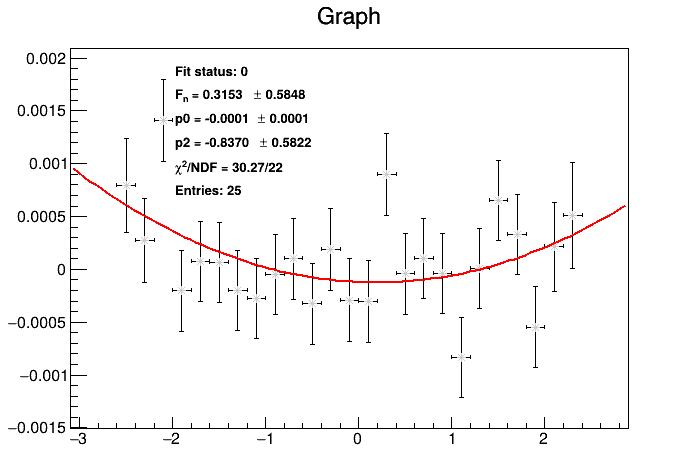 Graph
Fit status: 0
Fn = 0.3153 ± 0.5848
p0 = -0.0001 ± 0.0001
p2 = -0.8370 ± 0.5822
χ²/NDF = 30.27/22
Entries: 25
0.002
0.0015
0.001
0.0005
0
−0.0005
−0.001
−0.0015
−3 −2 −1 0 1 2